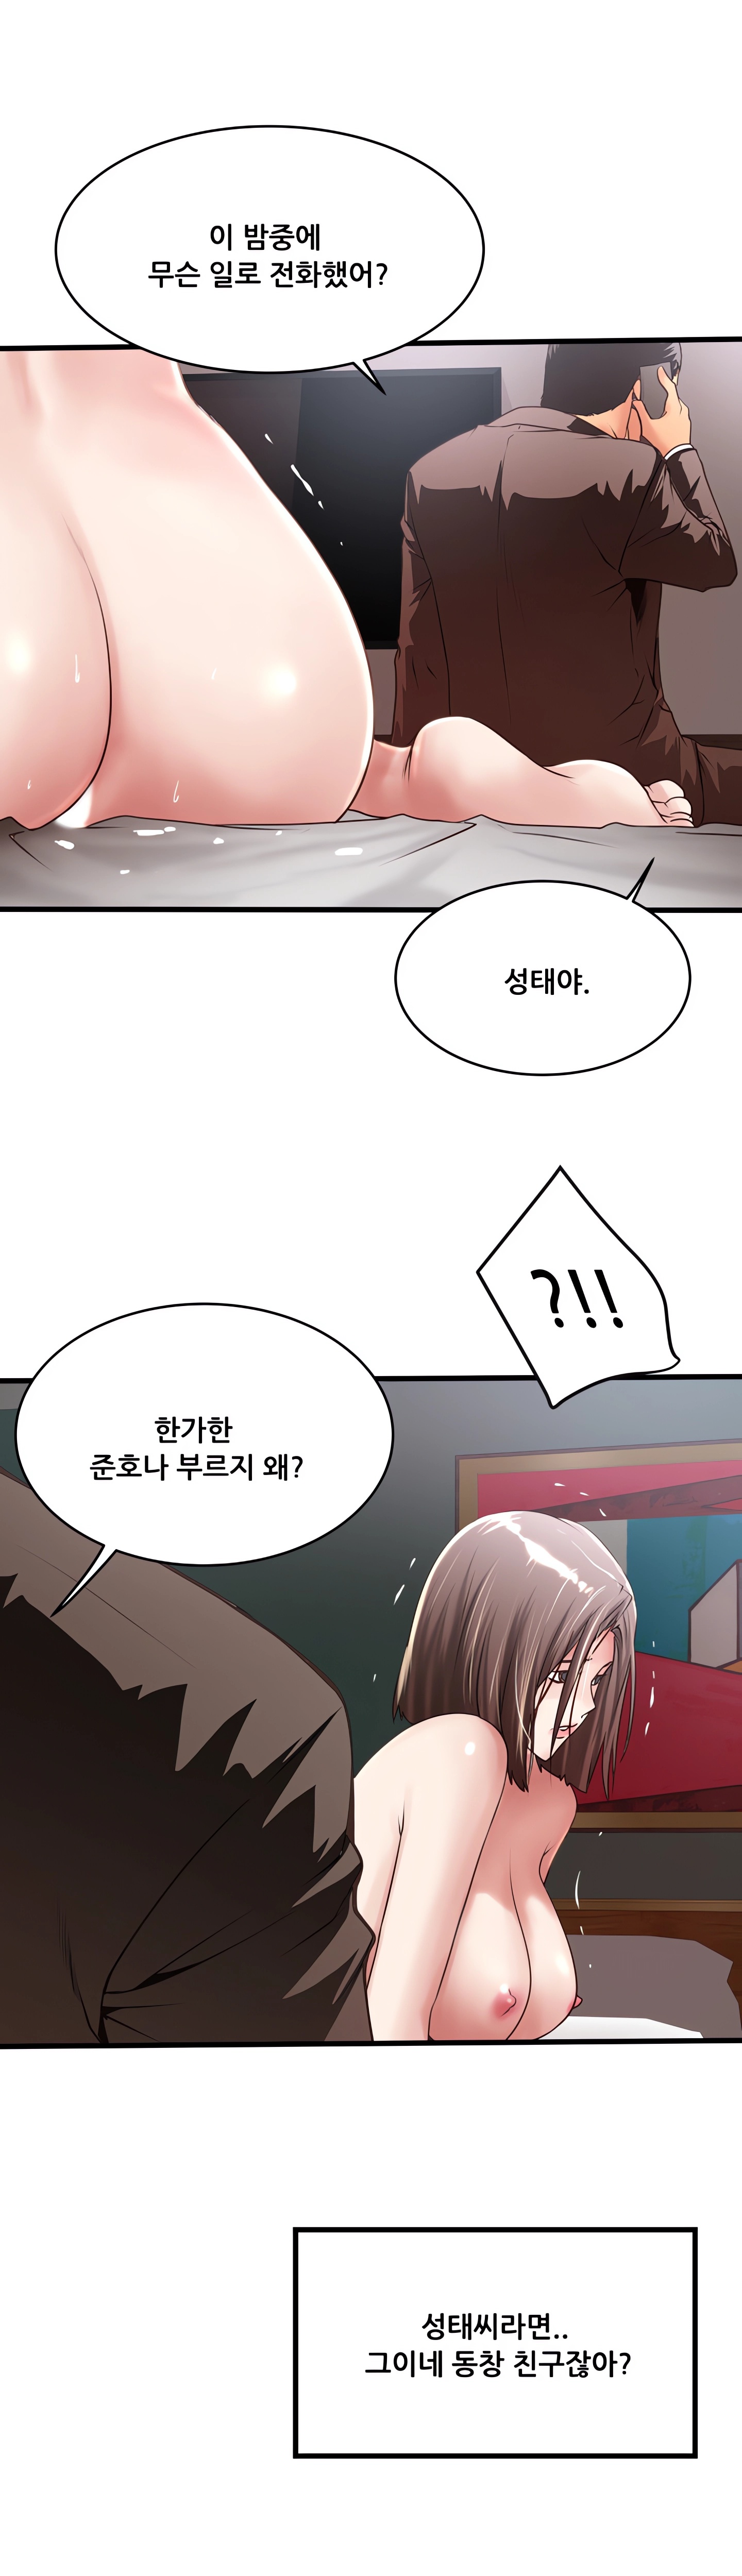 이 밤중에
무슨 일로 전화했어?
성태야.
?!!
한가한
준호나 부르지 왜?
성태씨라면..
그이네 동창 친구잖아?